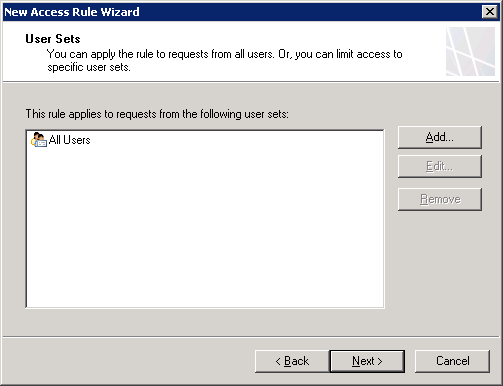 New Access Rule Wizard
User Sets
You can apply the rule to requests from all users. Or, you can limit access to
specific user sets.
This rule applies to requests from the following user sets:
All Users
Add...
Edit...
Remove
< Back
Next >
Cancel